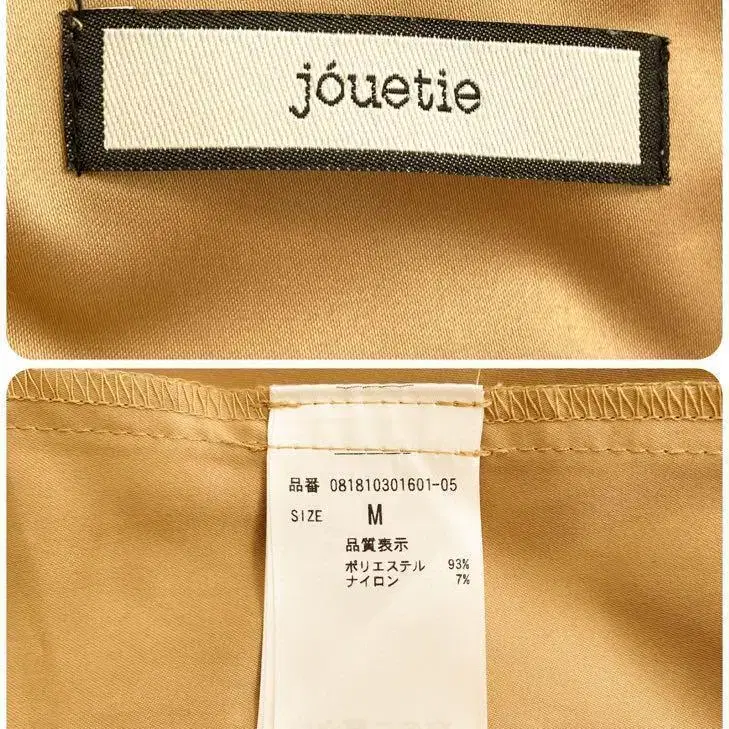 jóuetie
品番 081810301601-05
SIZE M
品質表示
ポリエステル 93%
ナイロン 7%